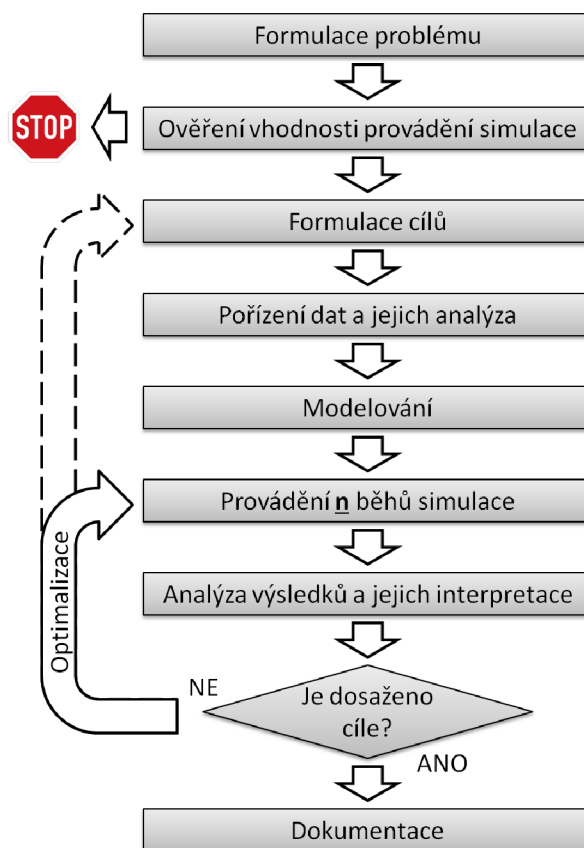 Formulace problému
STOP
Ověření vhodnosti provádění simulace
Formulace cílů
Pořízení dat a jejich analýza
Modelování
Provádění n běhů simulace
Optimalizace
Analýza výsledků a jejich interpretace
NE
Je dosaženo
cíle?
ANO
Dokumentace